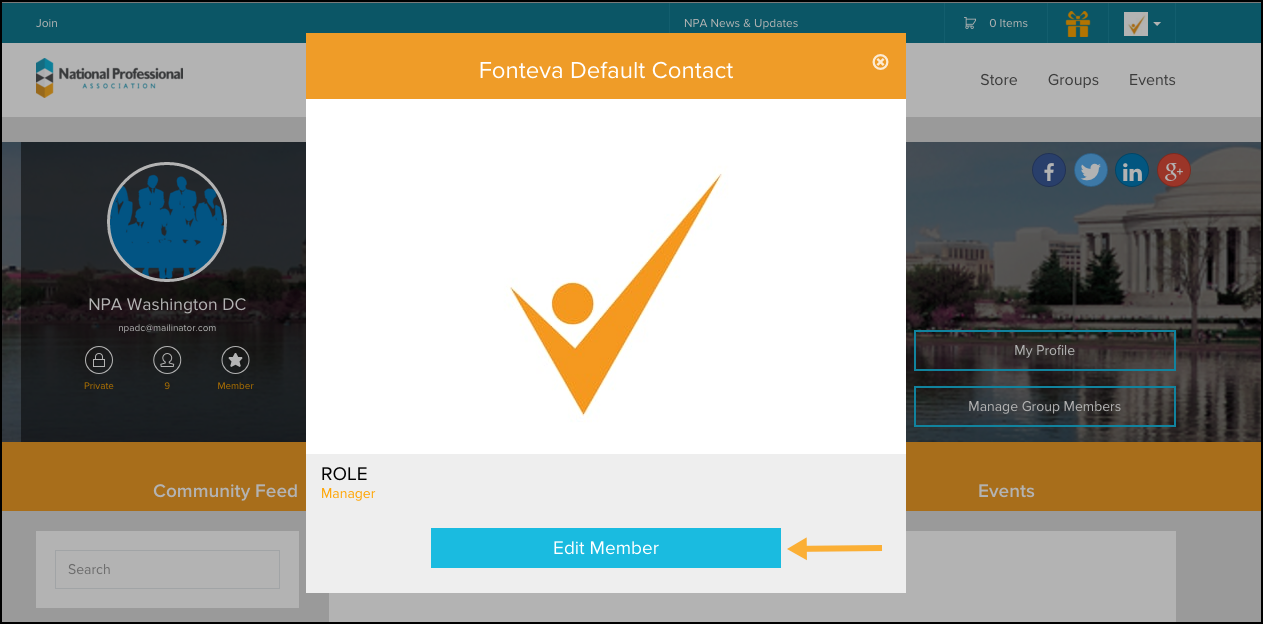 Join
NPA News & Updates
0 Items
National Professional
ASSOCIATION
Store
Groups
Events
Fonteva Default Contact
NPA Washington DC
npadc@mailinator.com
Private
9
Member
f
in
g+
My Profile
Manage Group Members
Community Feed
Events
ROLE
Manager
Edit Member
Search